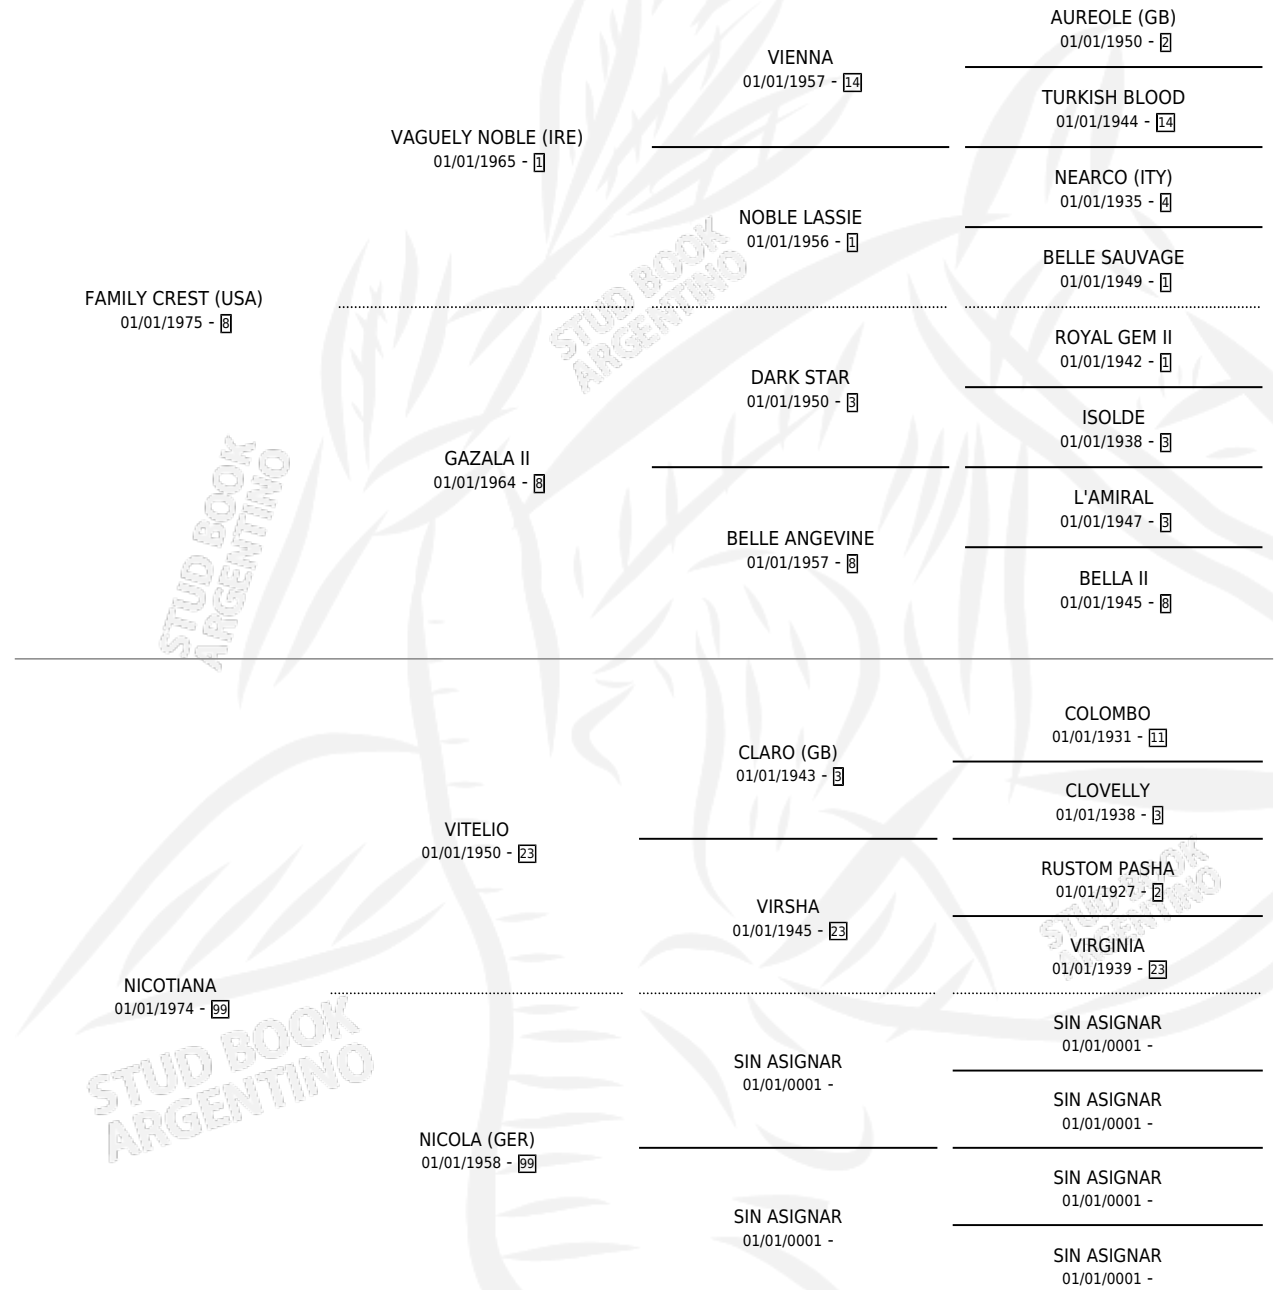 AUREOLE (GB)
01/01/1950 - 2
VIENNA
01/01/1957 - 14
TURKISH BLOOD
01/01/1944 - 14
VAGUELY NOBLE (IRE)
01/01/1965 - 1
NEARCO (ITY)
01/01/1935 - 4
NOBLE LASSIE
01/01/1956 - 1
BELLE SAUVAGE
01/01/1949 - 1
FAMILY CREST (USA)
01/01/1975 - 8
ROYAL GEM II
01/01/1942 - 1
DARK STAR
01/01/1950 - 3
ISOLDE
01/01/1938 - 3
GAZALA II
01/01/1964 - 8
L'AMIRAL
01/01/1947 - 3
BELLE ANGEVINE
01/01/1957 - 8
BELLA II
01/01/1945 - 8
STUD BOOK
ARGENTINO
STUD BOOK
ARGENTINO
COLOMBO
01/01/1931 - 11
CLARO (GB)
01/01/1943 - 3
CLOVELLY
01/01/1938 - 3
VITELIO
01/01/1950 - 23
RUSTOM PASHA
01/01/1927 - 2
VIRSHA
01/01/1945 - 23
VIRGINIA
01/01/1939 - 23
NICOTIANA
01/01/1974 - 99
SIN ASIGNAR
01/01/0001 -
SIN ASIGNAR
01/01/0001 -
SIN ASIGNAR
01/01/0001 -
NICOLA (GER)
01/01/1958 - 99
SIN ASIGNAR
01/01/0001 -
SIN ASIGNAR
01/01/0001 -
SIN ASIGNAR
01/01/0001 -
STUD BOOK
ARGENTINO
STUD BOOK
ARGENTINO